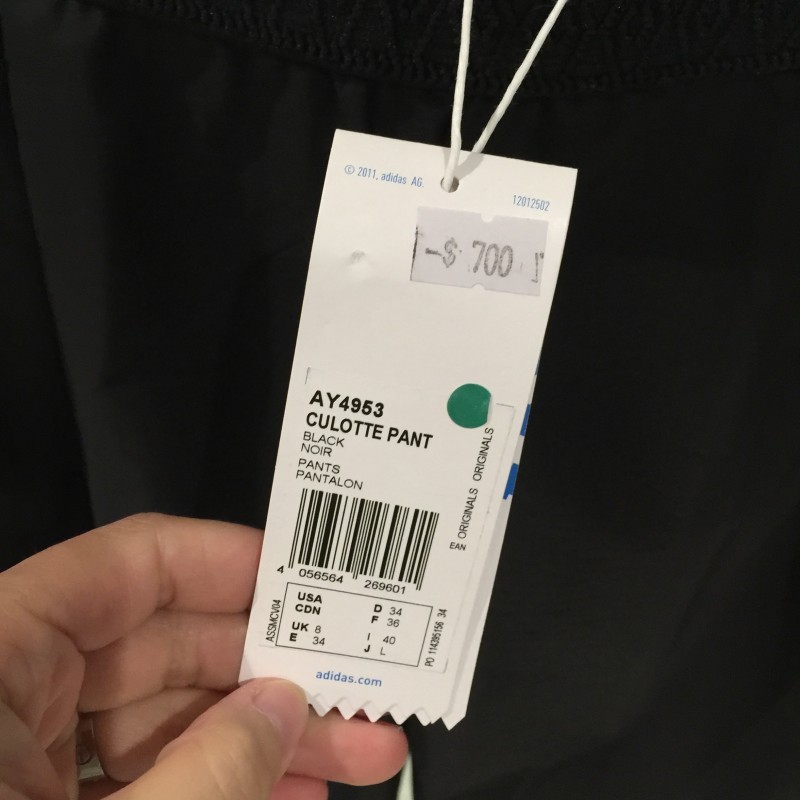 © 2011, adidas AG.
12012502
-$ 700
AY4953
CULOTTE PANT
BLACK
NOIR
PANTS
PANTALON
EAN ORIGINALS ORIGINALS
4 056564 269601
ASSMCV04
USA
CDN
UK 8
E 34
D 34
F 36
I 40
J L
PO 114395156 34
adidas.com